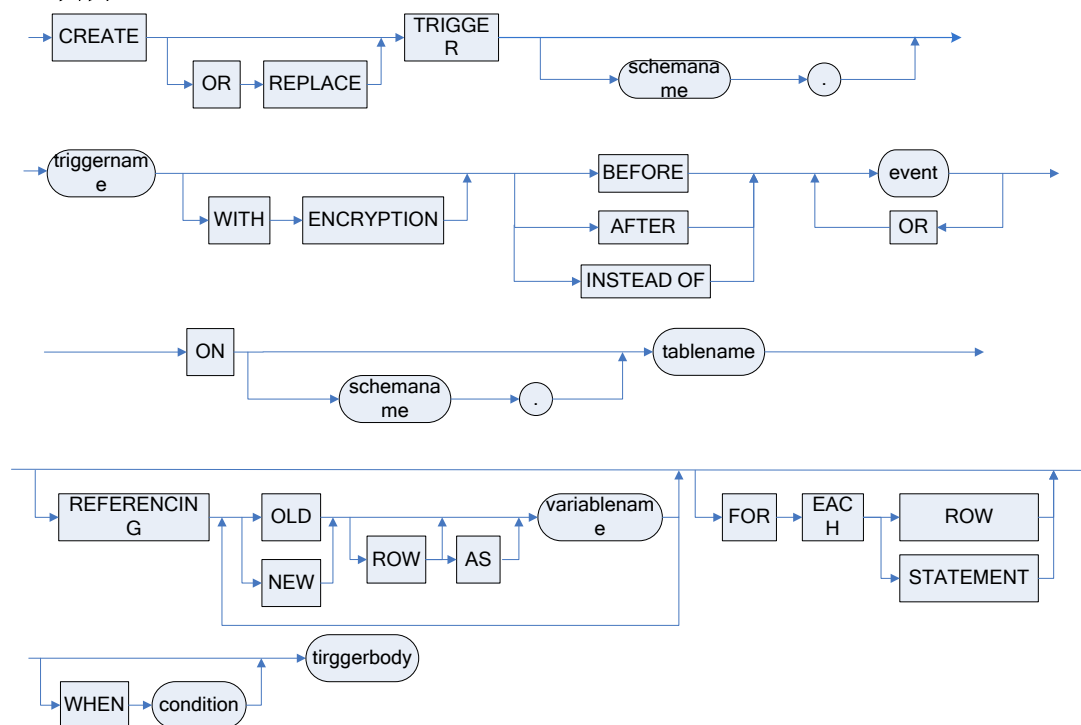 CREATE
TRIGGE
R
OR
REPLACE
schemana
me
.
triggernam
e
WITH
ENCRYPTION
BEFORE
AFTER
INSTEAD OF
event
OR
ON
schemana
me
.
tablename
REFERENCIN
G
OLD
NEW
ROW
AS
variablenam
e
FOR
EAC
H
ROW
STATEMENT
WHEN
condition
tirggerbody